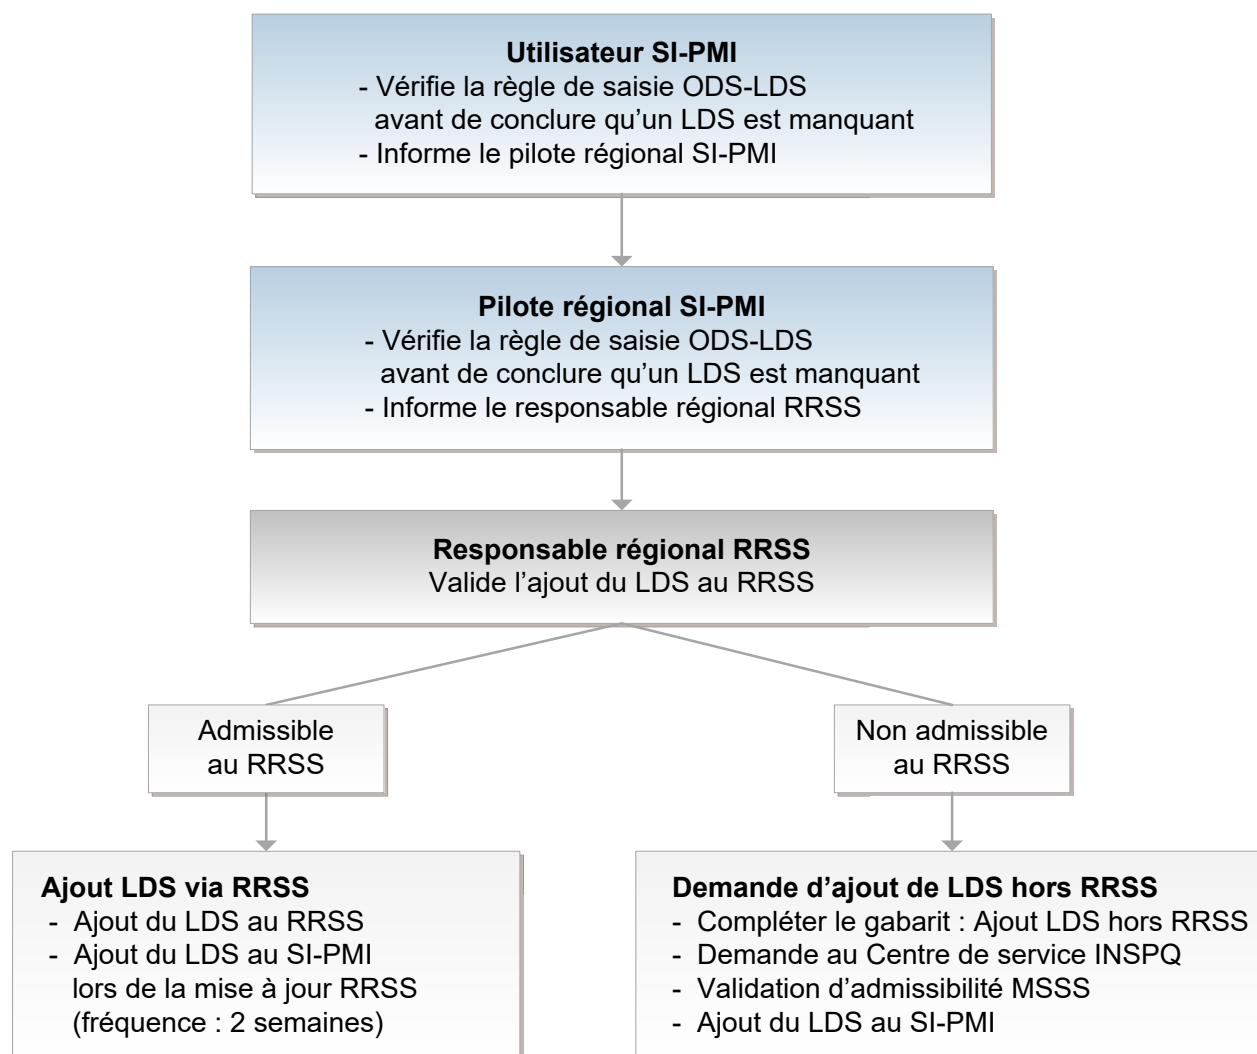 Utilisateur SI-PMI
- Vérifie la règle de saisie ODS-LDS
avant de conclure qu’un LDS est manquant
- Informe le pilote régional SI-PMI
Pilote régional SI-PMI
- Vérifie la règle de saisie ODS-LDS
avant de conclure qu’un LDS est manquant
- Informe le responsable régional RRSS
Responsable régional RRSS
Valide l’ajout du LDS au RRSS
Admissible
au RRSS
Non admissible
au RRSS
Ajout LDS via RRSS
- Ajout du LDS au RRSS
- Ajout du LDS au SI-PMI
lors de la mise à jour RRSS
(fréquence : 2 semaines)
Demande d’ajout de LDS hors RRSS
- Compléter le gabarit : Ajout LDS hors RRSS
- Demande au Centre de service INSPQ
- Validation d’admissibilité MSSS
- Ajout du LDS au SI-PMI